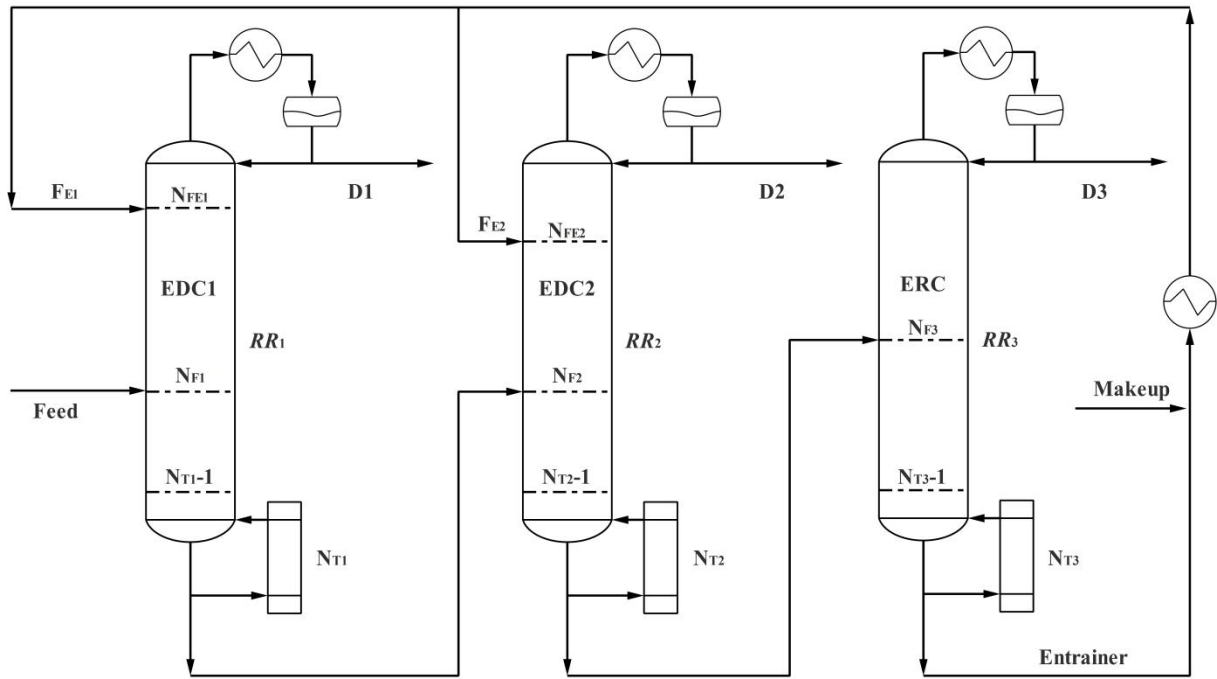 FE1
NFE1
D1
EDC1
RR1
NF1
Feed
NT1-1
NT1
FE2
NFE2
D2
EDC2
RR2
NF2
NT2-1
NT2
D3
ERC
NF3
RR3
Makeup
NT3-1
NT3
Entrainer